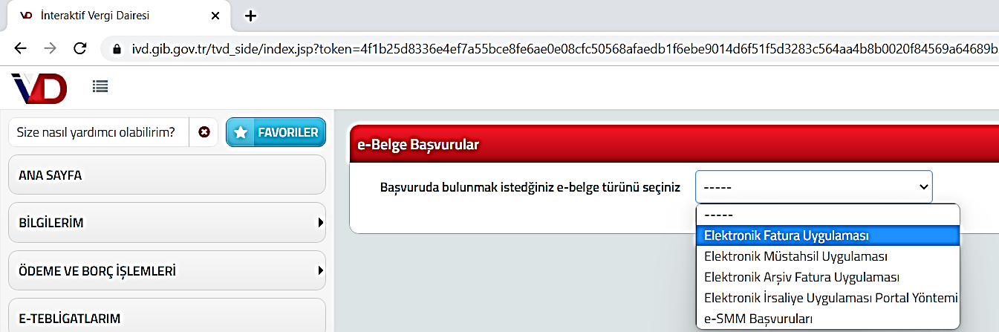 VD İnteraktif Vergi Dairesi
ivd.gib.gov.tr/tvd_side/index.jsp?token=4f1b25d8336e4ef7a55bce8fe6ae0e08cfc50568afaedb1f6ebe9014d6f51f5d3283c564aa4b8b0020f84569a64689b
iVD
Size nasıl yardımcı olabilirim? FAVORILER
ANA SAYFA
BİLGİLERİM
ÖDEME VE BORÇ İŞLEMLERİ
E-TEBLİGATLARIM
e-Belge Başvurular
Başvuruda bulunmak istedğiniz e-belge türünü seçiniz -----
-----
Elektronik Fatura Uygulaması
Elektronik Müstahsil Uygulaması
Elektronik Arşiv Fatura Uygulaması
Elektronik İrsaliye Uygulaması Portal Yöntemi
e-SMM Başvuruları